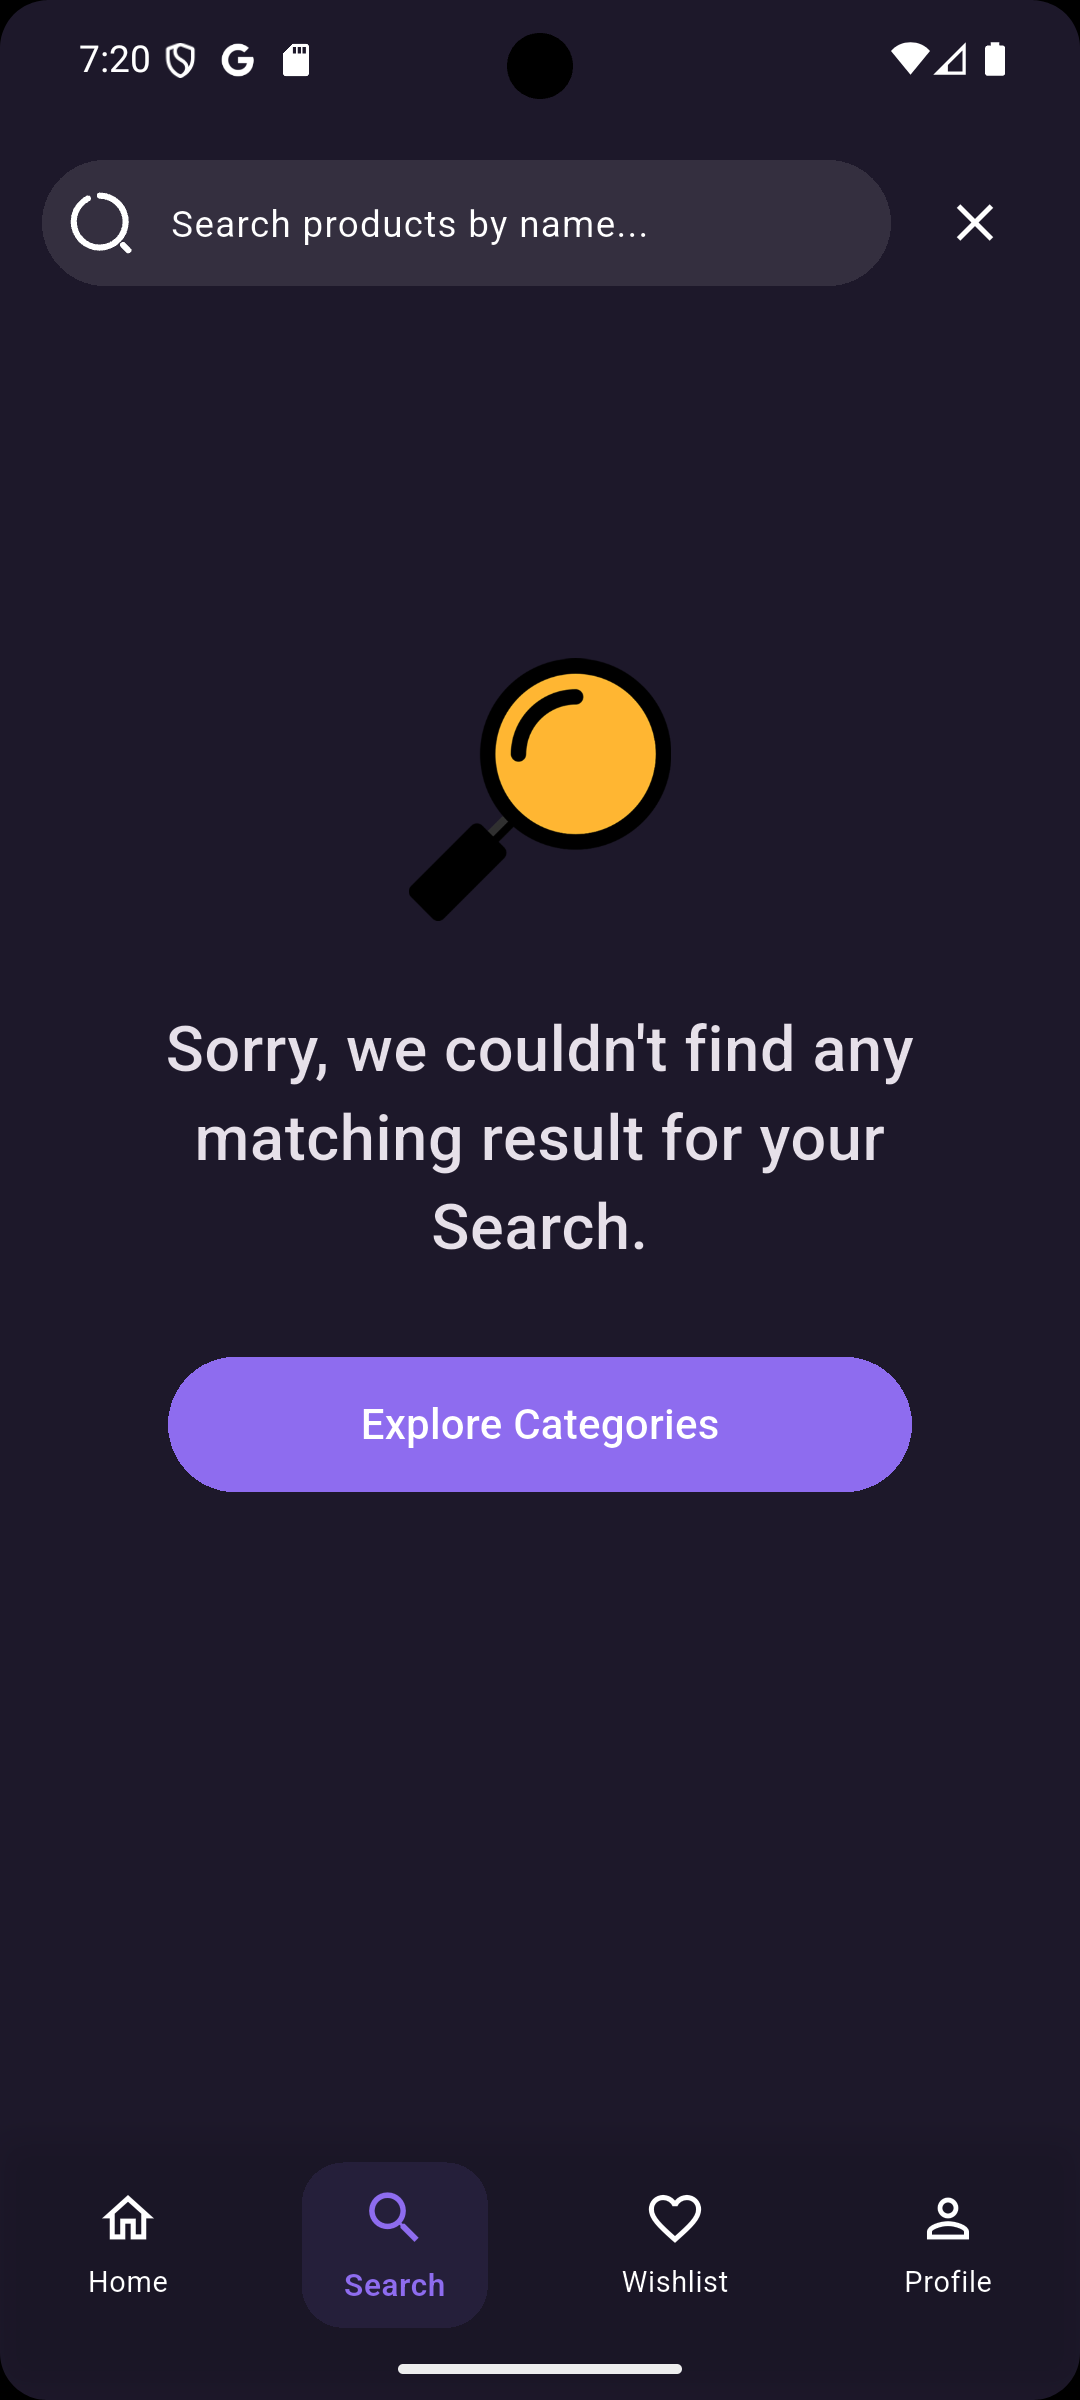 7:20
Search products by name...
Sorry, we couldn't find any
matching result for your
Search.
Explore Categories
Home
Search
Wishlist
Profile